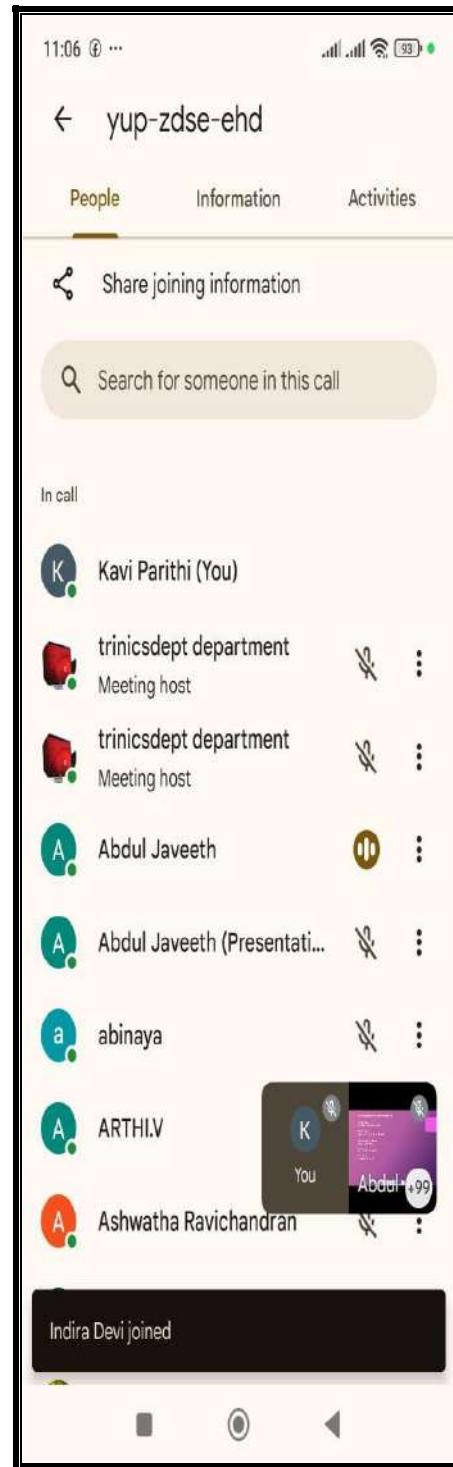 11:06
93
yup-zdse-ehd
People Information Activities
Share joining information
Search for someone in this call
In call
K Kavi Parithi (You)
trinicsdept department
Meeting host
trinicsdept department
Meeting host
A Abdul Javeeth
A Abdul Javeeth (Presentati...
a abinaya
A ARTHI.V
K
You
Abdul
+99
A Ashwatha Ravichandran
Indira Devi joined